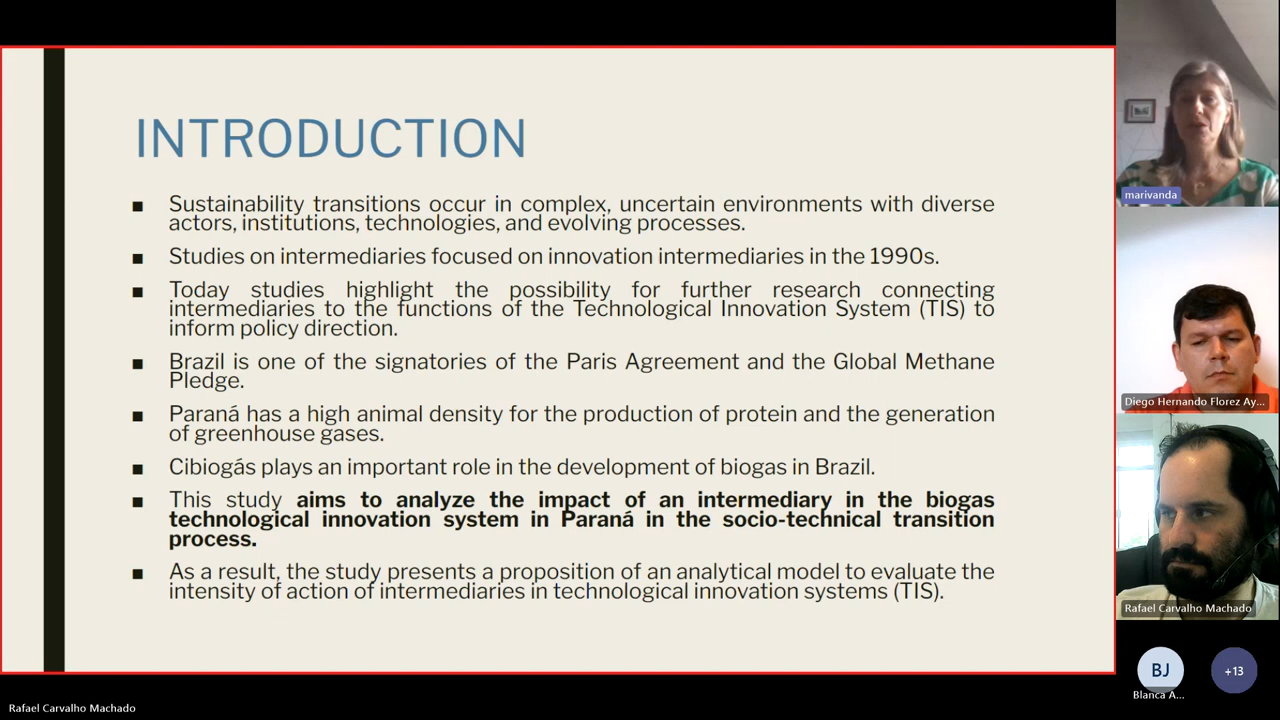 INTRODUCTION
■ Sustainability transitions occur in complex, uncertain environments with diverse
actors, institutions, technologies, and evolving processes.
■ Studies on intermediaries focused on innovation intermediaries in the 1990s.
■ Today studies highlight the possibility for further research connecting
intermediaries to the functions of the Technological Innovation System (TIS) to
inform policy direction.
■ Brazil is one of the signatories of the Paris Agreement and the Global Methane
Pledge.
■ Paraná has a high animal density for the production of protein and the generation
of greenhouse gases.
■ Cibiogás plays an important role in the development of biogas in Brazil.
■ This study aims to analyze the impact of an intermediary in the biogas
technological innovation system in Paraná in the socio-technical transition
process.
■ As a result, the study presents a proposition of an analytical model to evaluate the
intensity of action of intermediaries in technological innovation systems (TIS).
marivanda
Diego Hernando Florez Ay...
Rafael Carvalho Machado
BJ
+13
Blanca A...
Rafael Carvalho Machado